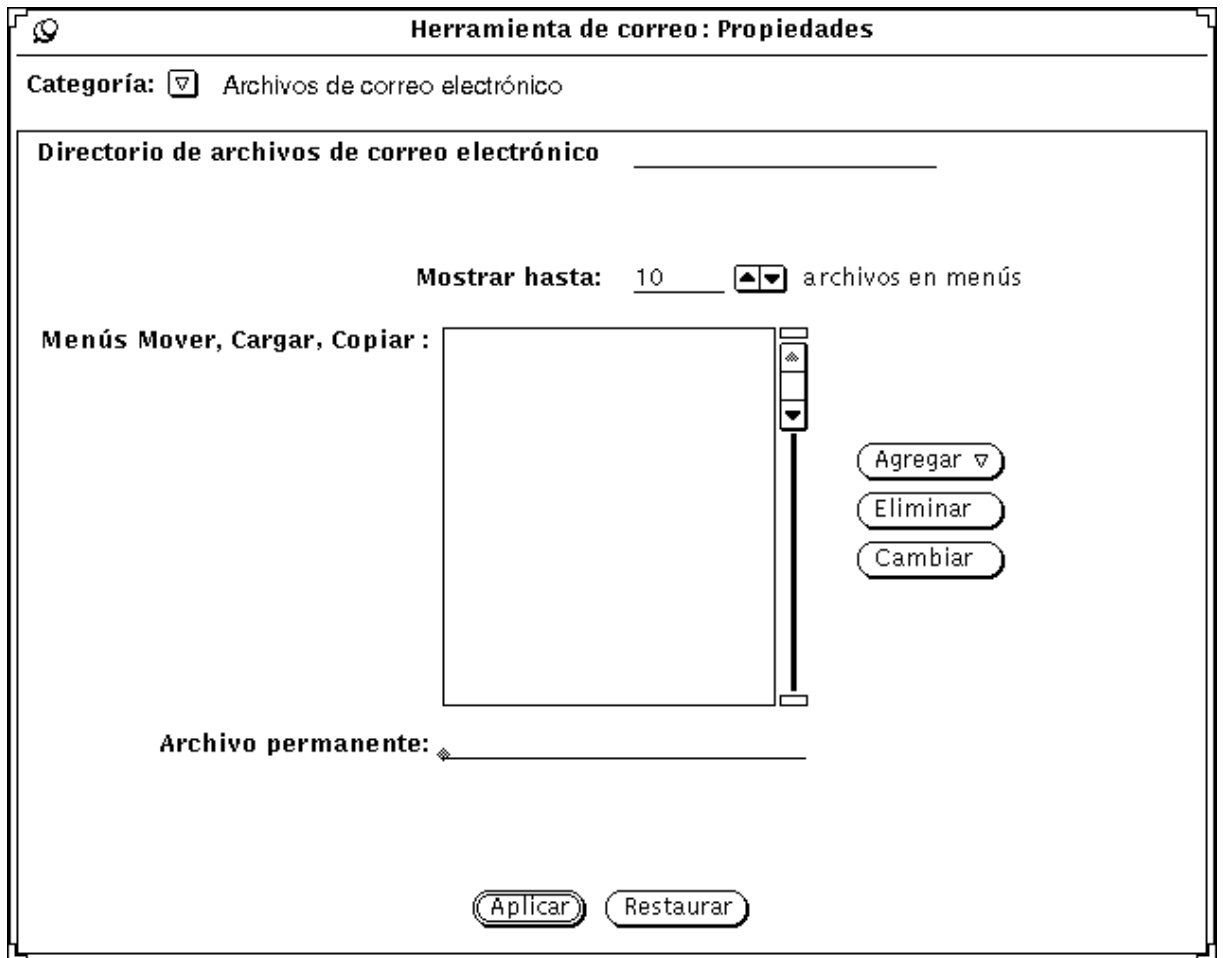 Herramienta de correo: Propiedades
Categoría: Archivos de correo electrónico
Directorio de archivos de correo electrónico
Mostrar hasta: 10 archivos en menús
Menús Mover, Cargar, Copiar :
Agregar
Eliminar
Cambiar
Archivo permanente:
Aplicar Restaurar